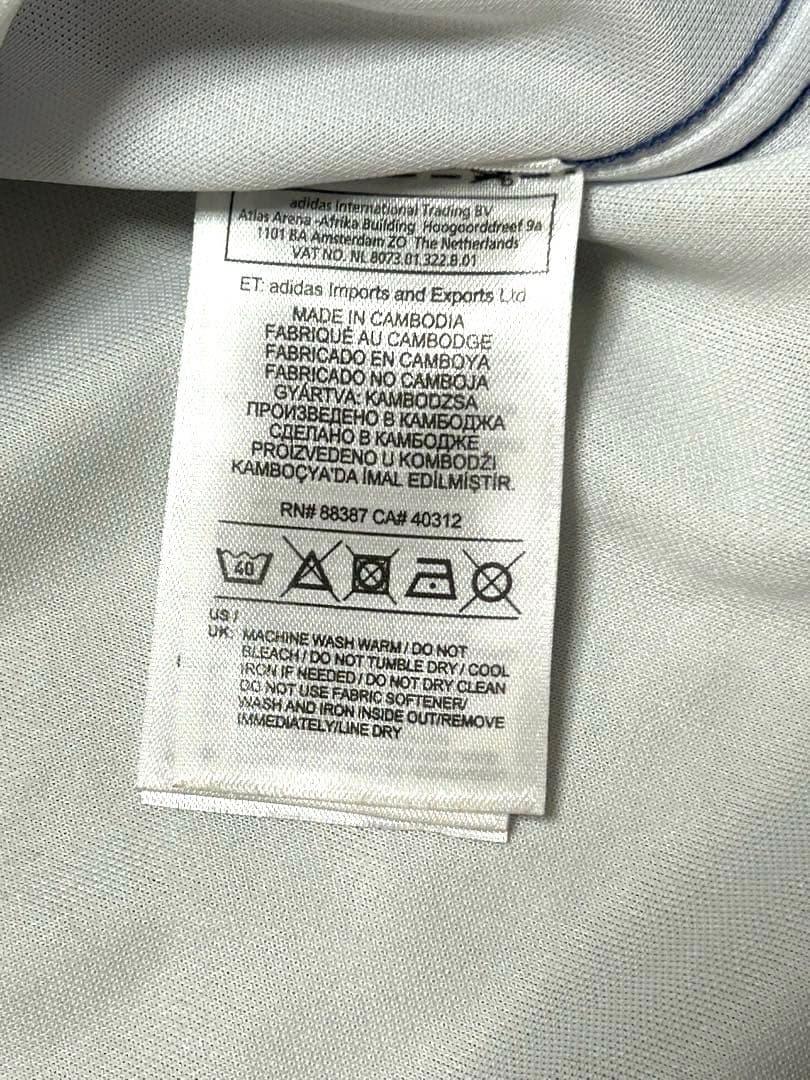 adidas International Trading BV
Atlas Arena -Afrika Building Hoogoorddreef 9a
1101 BA Amsterdam ZO The Netherlands
VAT NO. NL 8073.01.322.B.01
ET: adidas Imports and Exports Ltd
MADE IN CAMBODIA
FABRIQUÉ AU CAMBODGE
FABRICADO EN CAMBOYA
FABRICADO NO CAMBOJA
GYÁRTVA: KAMBODZSA
ПРОИЗВЕДЕНО В КАМБОДЖА
СДЕЛАНО В КАМБОДЖЕ
PROIZVEDENO U KOMBODŽI
KAMBOÇYA'DA İMAL EDİLMİŞTİR.
RN# 88387 CA# 40312
40
US /
UK: MACHINE WASH WARM / DO NOT
BLEACH / DO NOT TUMBLE DRY / COOL
IRON IF NEEDED / DO NOT DRY CLEAN
DO NOT USE FABRIC SOFTENER/
WASH AND IRON INSIDE OUT/REMOVE
IMMEDIATELY/LINE DRY